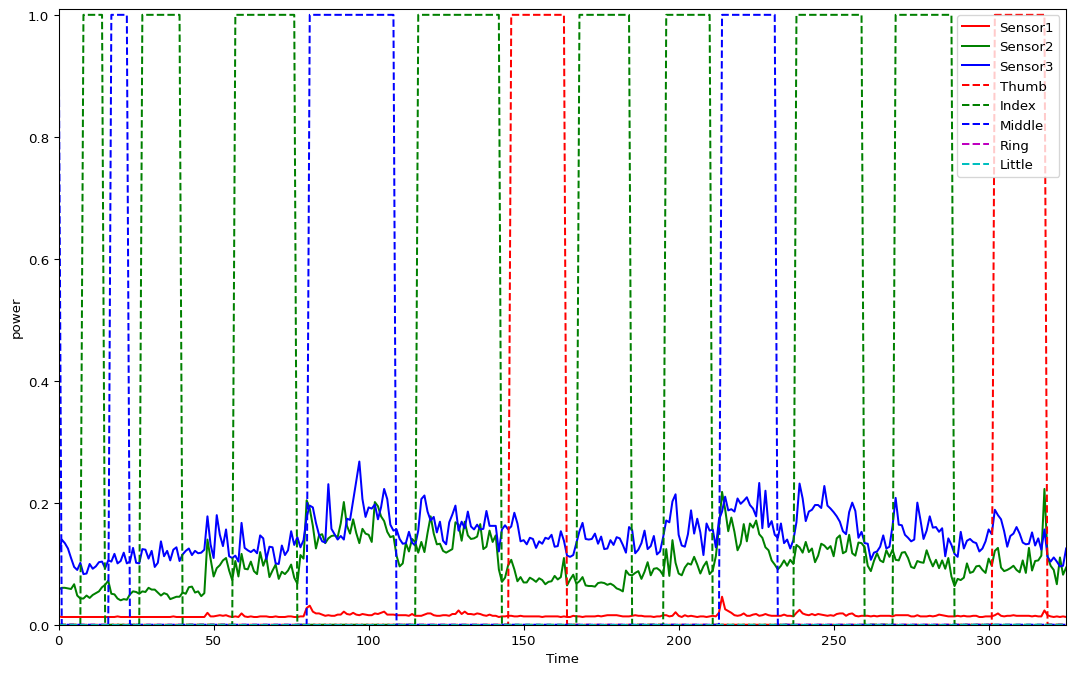 1.0
0.8
0.6
0.4
0.2
0.0
power
0
50
100
150
200
250
300
Time
Sensor1
Sensor2
Sensor3
Thumb
Index
Middle
Ring
Little